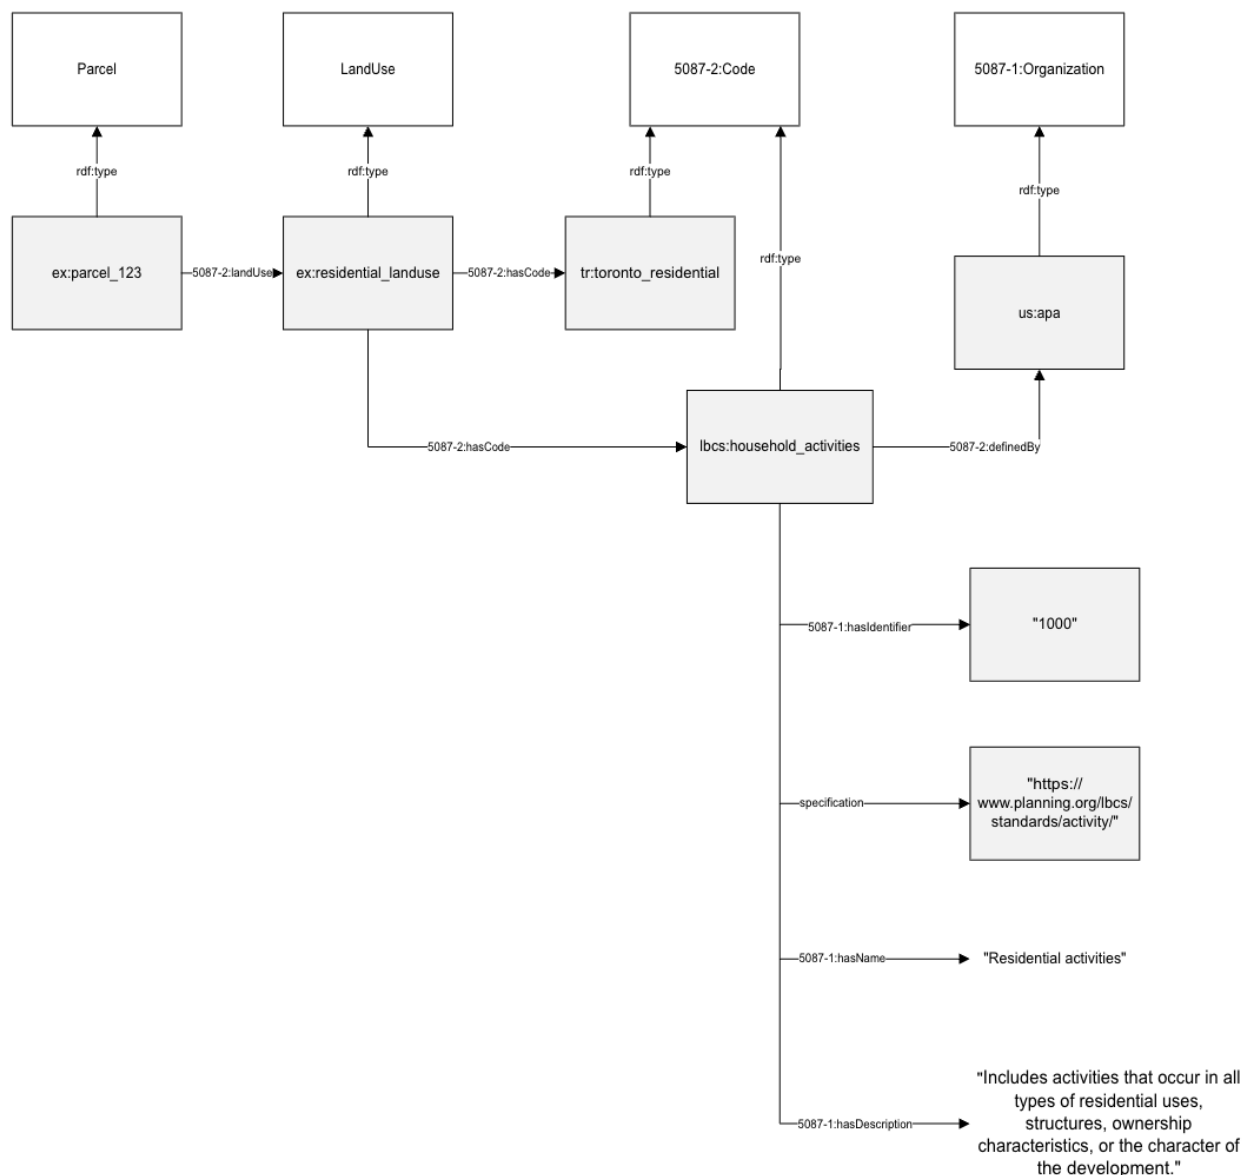 Parcel
LandUse
5087-2:Code
5087-1:Organization
rdf:type
rdf:type
rdf:type
rdf:type
rdf:type
ex:parcel_123
5087-2:landUse
ex:residential_landuse
5087-2:hasCode
tr:toronto_residential
us:apa
5087-2:hasCode
lbcs:household_activities
5087-2:definedBy
5087-1:hasIdentifier
"1000"
specification
"https://
www.planning.org/lbcs/
standards/activity/"
5087-1:hasName
"Residential activities"
5087-1:hasDescription
"Includes activities that occur in all
types of residential uses,
structures, ownership
characteristics, or the character of
the development."